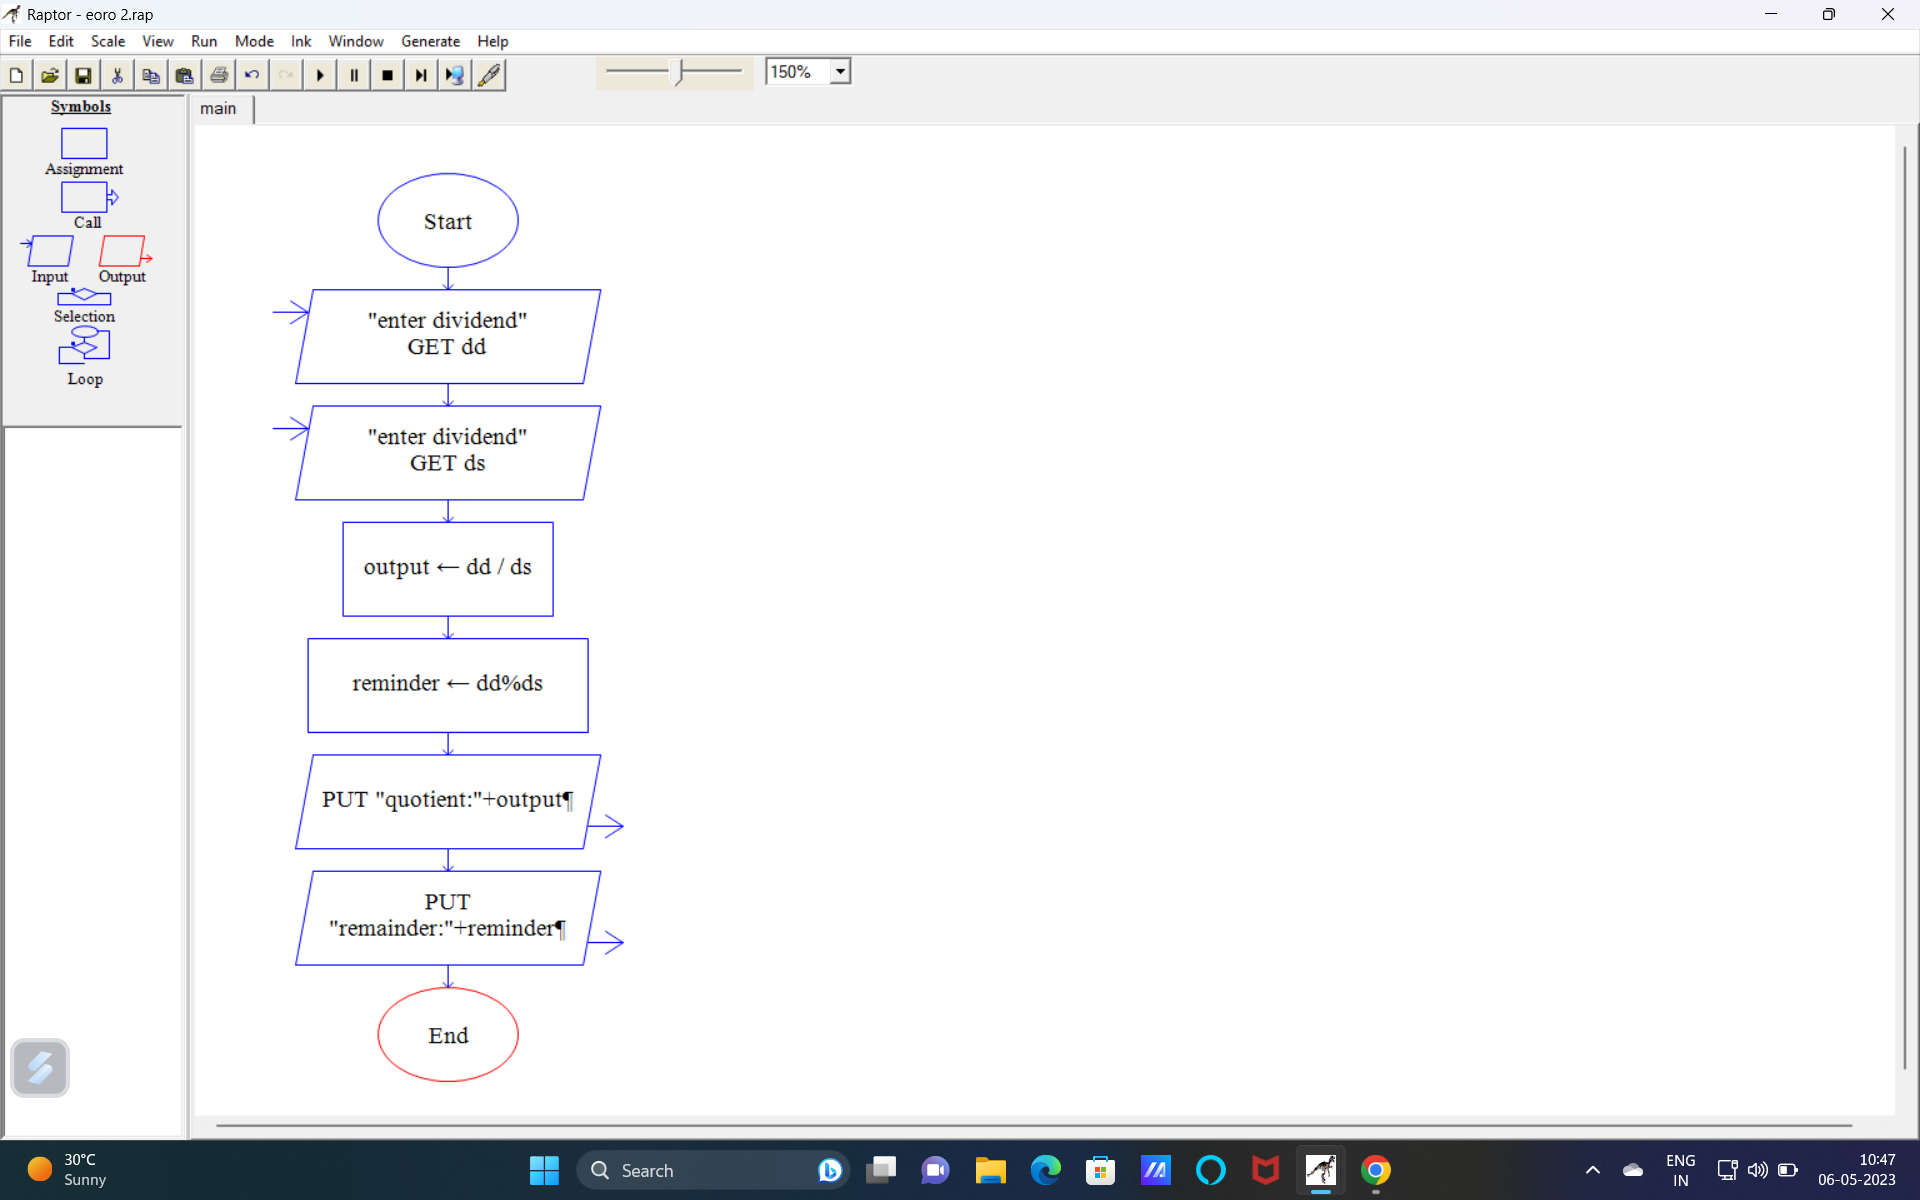 Raptor - eoro 2.rap
File Edit Scale View Run Mode Ink Window Generate Help
150%
Symbols
main
Assignment
Call
Input Output
Selection
Loop
Start
"enter dividend"
GET dd
"enter dividend"
GET ds
output ← dd / ds
reminder ← dd%ds
PUT "quotient:"+output¶
PUT
"remainder:"+reminder¶
End
30°C
Sunny
Search
ENG
IN
10:47
06-05-2023